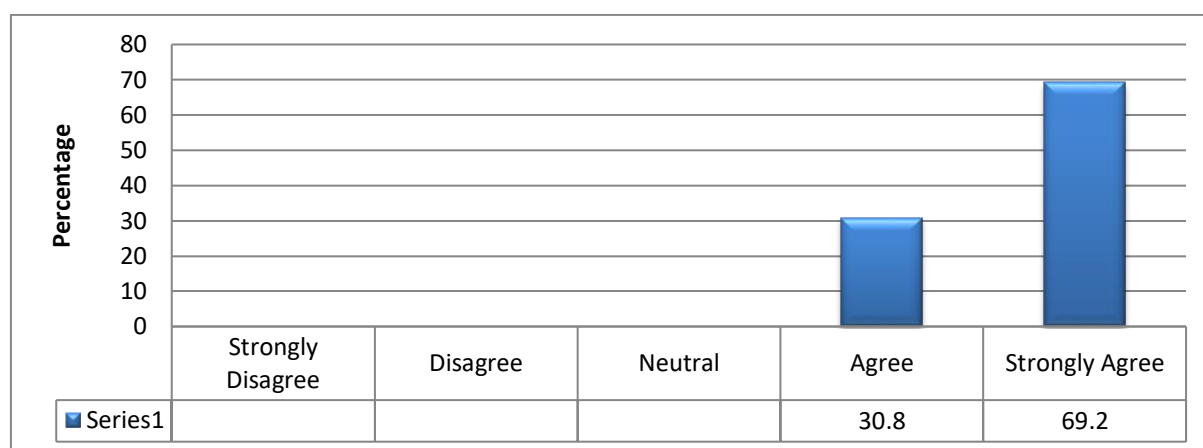 Percentage
80
70
60
50
40
30
20
10
0
Strongly
Disagree
Disagree
Neutral
Agree
Strongly Agree
Series1
30.8
69.2